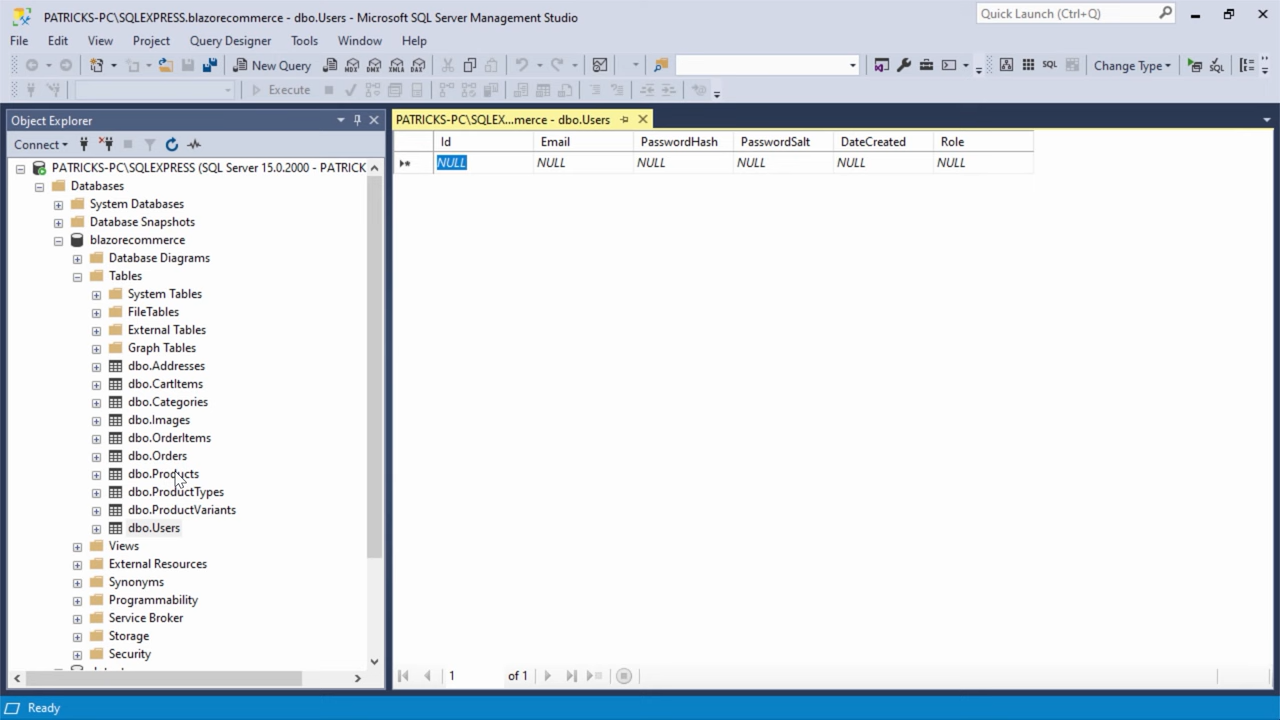 PATRICKS-PC\SQLEXPRESS.blazorecommerce - dbo.Users - Microsoft SQL Server Management Studio
Quick Launch (Ctrl+Q)
File Edit View Project Query Designer Tools Window Help
New Query MDX DMX XMLA DAX SQL Change Type
Execute
Object Explorer
Connect
PATRICKS-PC\SQLEXPRESS (SQL Server 15.0.2000 - PATRICK
Databases
System Databases
Database Snapshots
blazorecommerce
Database Diagrams
Tables
System Tables
FileTables
External Tables
Graph Tables
dbo.Addresses
dbo.CartItems
dbo.Categories
dbo.Images
dbo.OrderItems
dbo.Orders
dbo.Products
dbo.ProductTypes
dbo.ProductVariants
dbo.Users
Views
External Resources
Synonyms
Programmability
Service Broker
Storage
Security
PATRICKS-PC\SQLEX...merce - dbo.Users
Id Email PasswordHash PasswordSalt DateCreated Role
NULL NULL NULL NULL NULL NULL
1 of 1
Ready